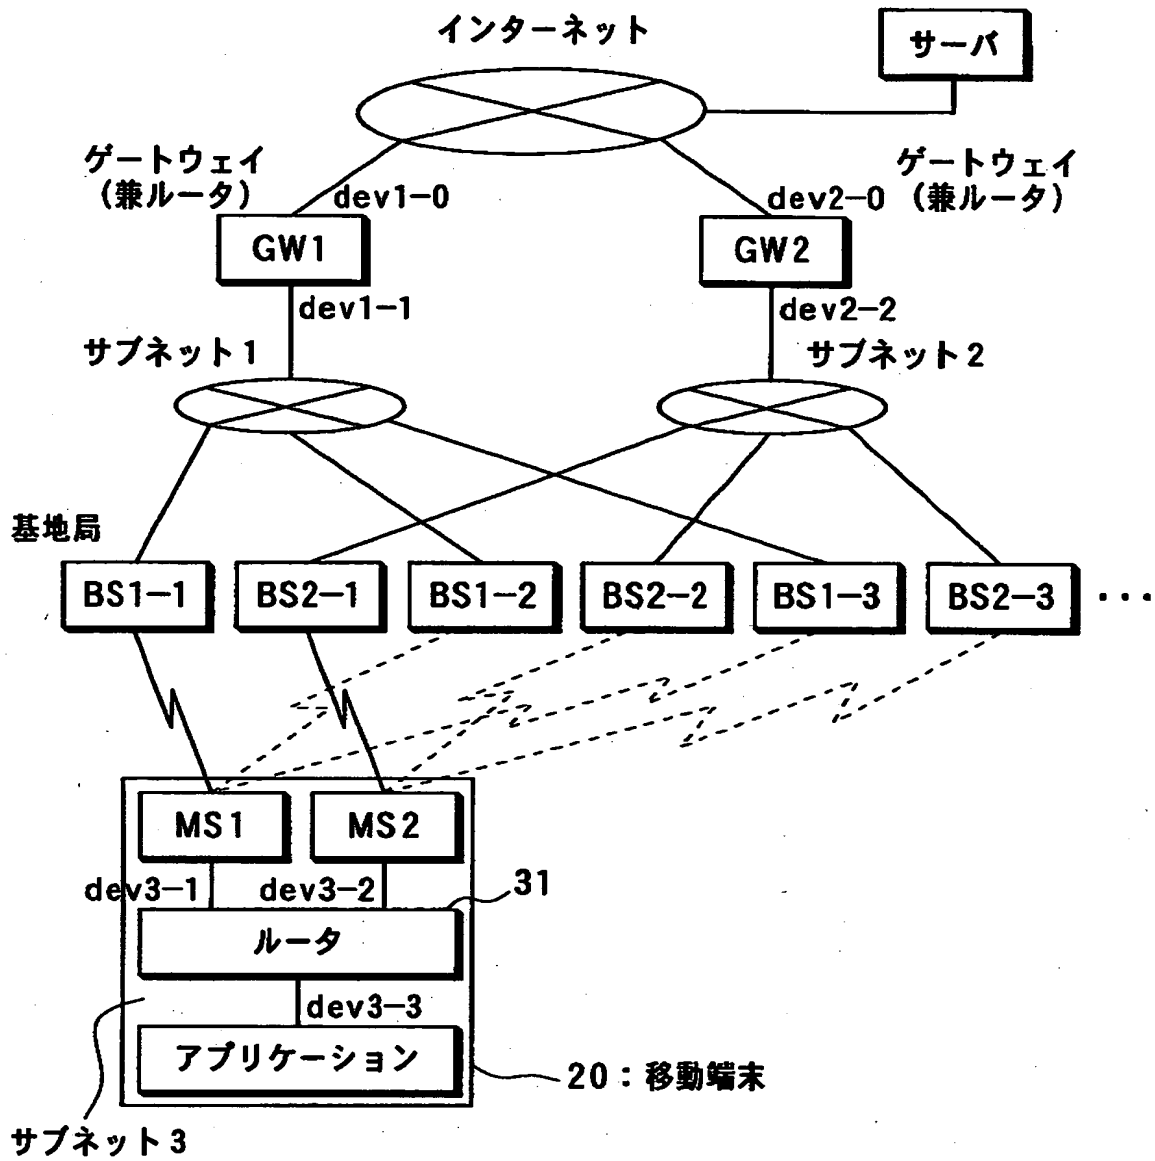 インターネット
サーバ
ゲートウェイ
(兼ルータ)
dev1-0
ゲートウェイ
(兼ルータ)
dev2-0
GW1
GW2
dev1-1
dev2-2
サブネット1
サブネット2
基地局
BS1-1
BS2-1
BS1-2
BS2-2
BS1-3
BS2-3
･･･
MS1
MS2
dev3-1
dev3-2
31
ルータ
dev3-3
アプリケーション
20：移動端末
サブネット3